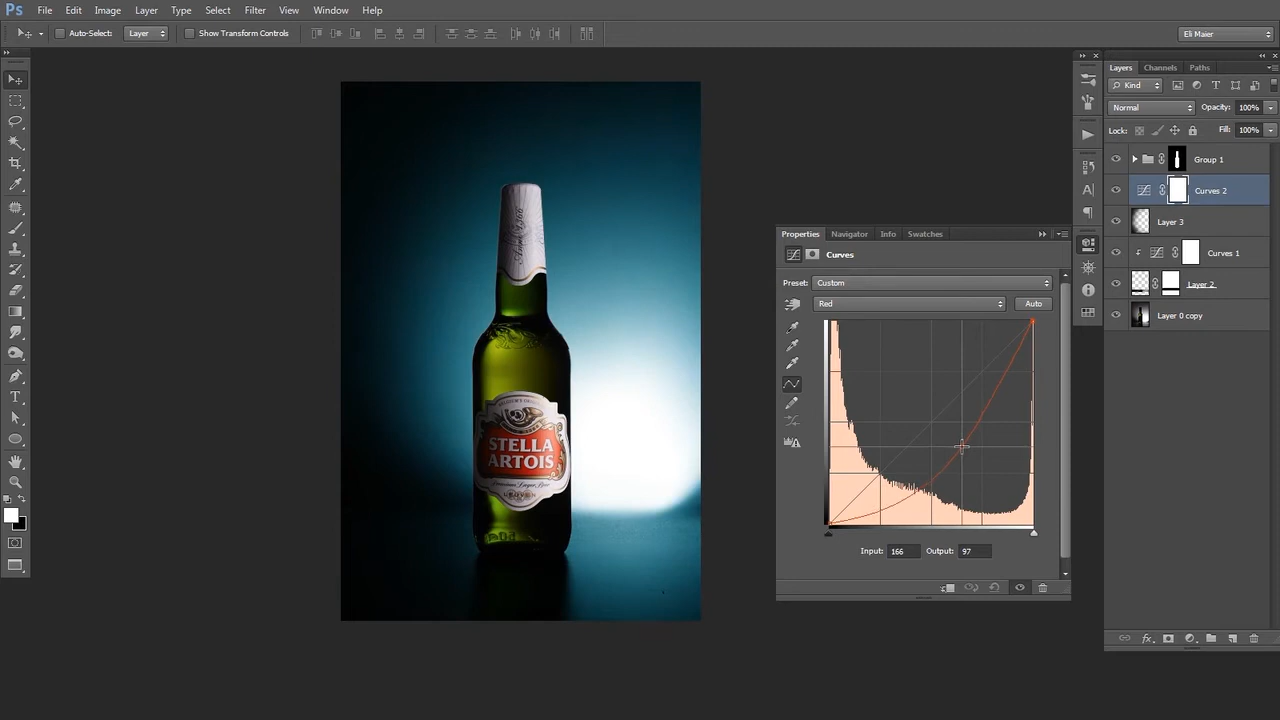 Ps File Edit Image Layer Type Select Filter View Window Help
Auto-Select: Layer Show Transform Controls
Eli Maier
Layers Channels Paths
Kind
Normal Opacity: 100%
Lock: Fill: 100%
Group 1
Curves 2
Layer 3
Curves 1
Layer 2
Layer 0 copy
Properties Navigator Info Swatches
Curves
Preset: Custom
Red Auto
Input: 166 Output: 97
STELLA
ARTOIS
Premium Lager Beer
LEUVEN